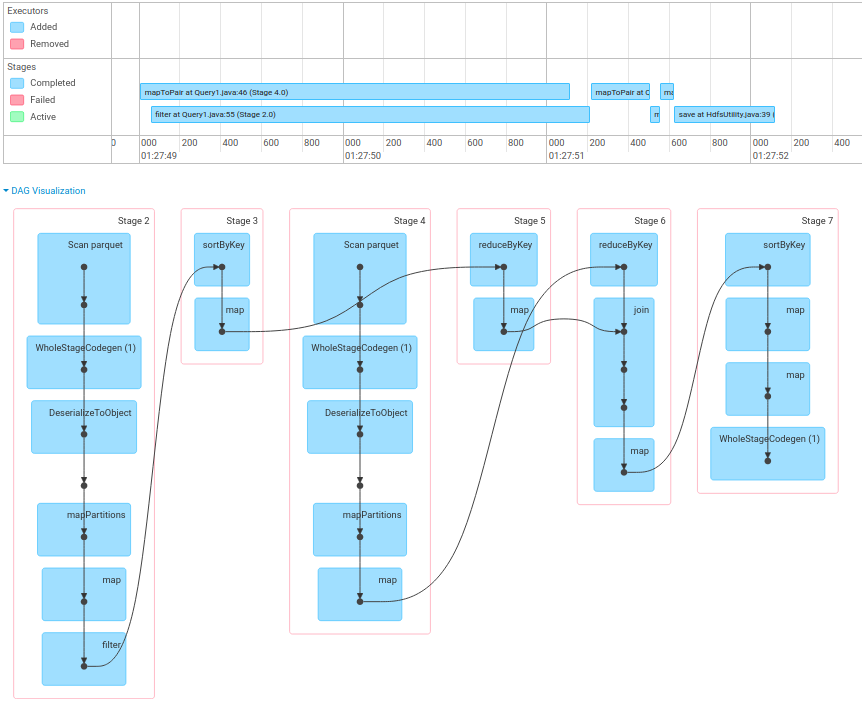 Executors
Added
Removed
Stages
Completed
Failed
Active
mapToPair at Query1.java:46 (Stage 4.0)
mapToPair at
filter at Query1.java:55 (Stage 2.0)
save at HdfsUtility.java:39
000 200 400 600 800 000 200 400 600 800 000 200 400 600 800 000 200 400
01:27:49 01:27:50 01:27:51 01:27:52
DAG Visualization
Stage 2 Stage 3 Stage 4 Stage 5 Stage 6 Stage 7
Scan parquet sortByKey Scan parquet reduceByKey reduceByKey sortByKey
map map join map
WholeStageCodegen (1) WholeStageCodegen (1)
map
DeserializeToObject DeserializeToObject
WholeStageCodegen (1)
map
mapPartitions mapPartitions
map map
filter